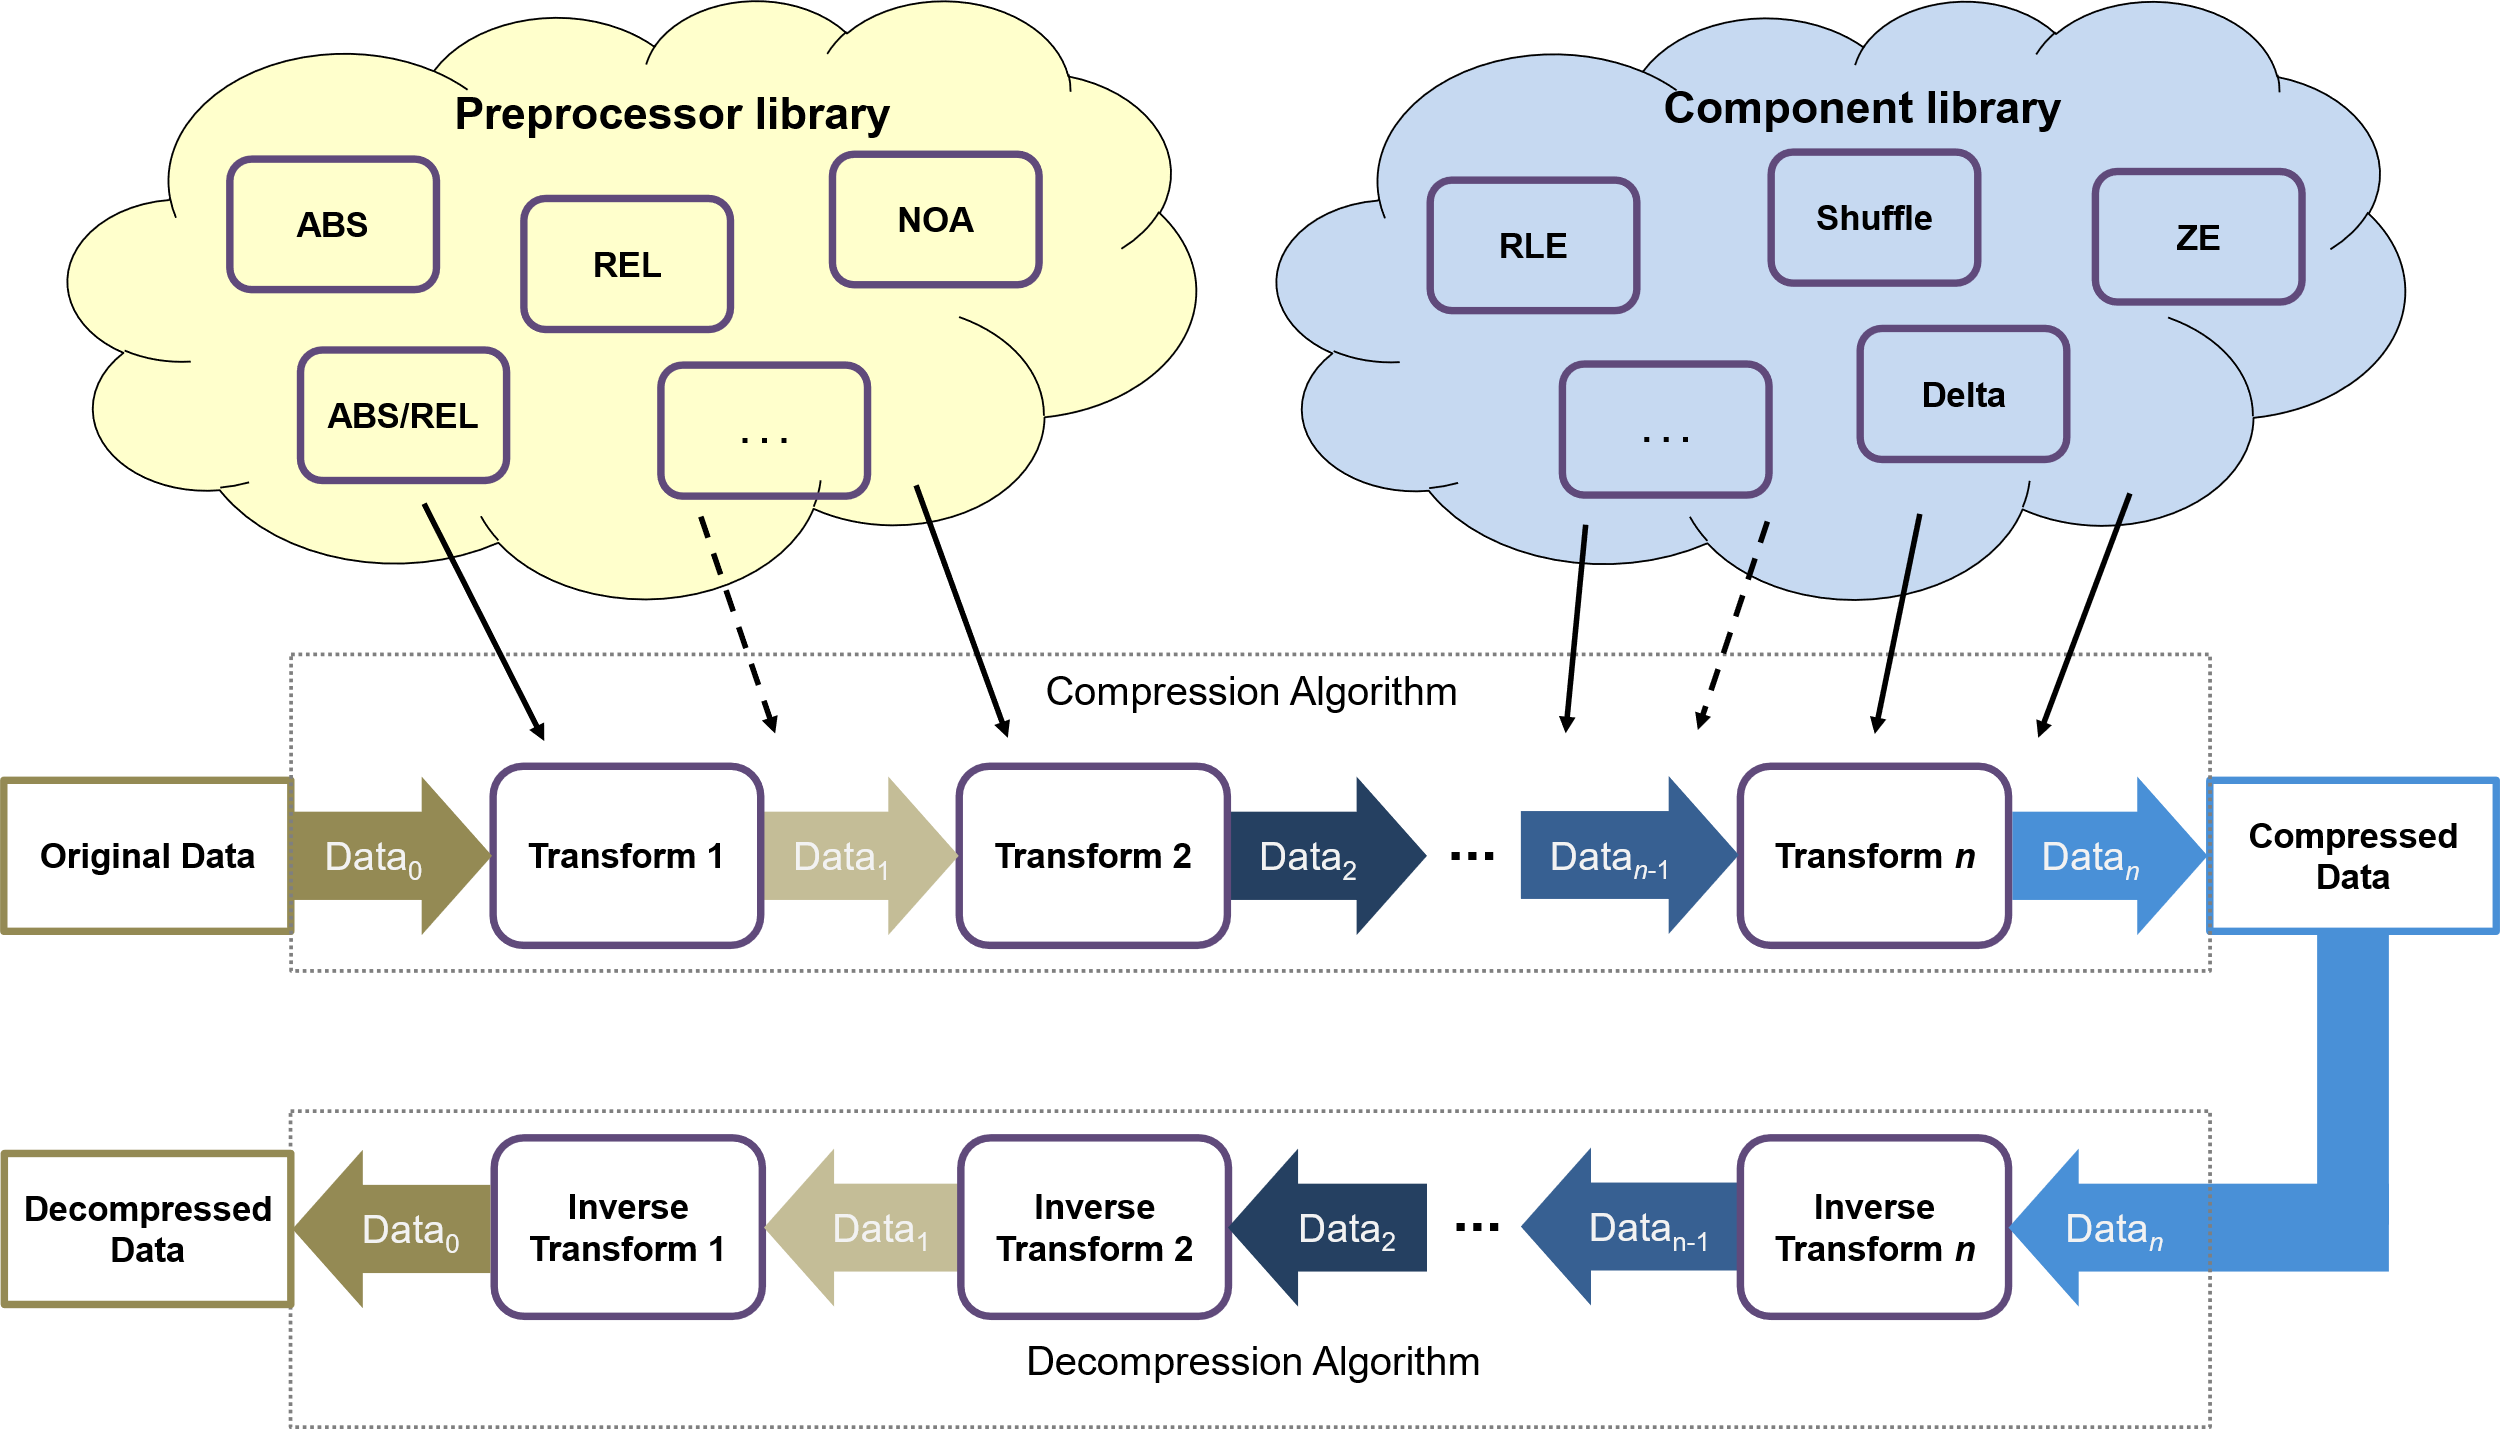 Preprocessor library
ABS
REL
NOA
ABS/REL
. . .
Component library
RLE
Shuffle
ZE
. . .
Delta
Compression Algorithm
Original Data
Data0
Transform 1
Data1
Transform 2
Data2
...
Datan-1
Transform n
Datan
Compressed
Data
Decompressed
Data
Data0
Inverse
Transform 1
Data1
Inverse
Transform 2
Data2
...
Datan-1
Inverse
Transform n
Datan
Decompression Algorithm